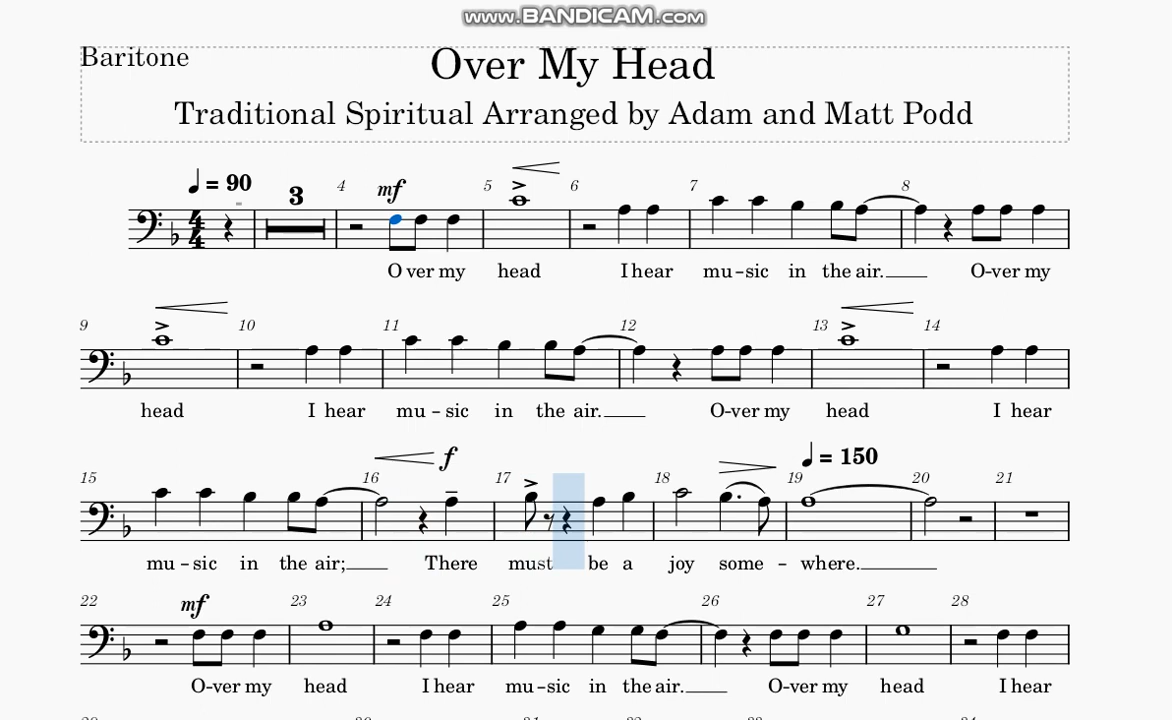 www.BANDICAM.com
Baritone
Over My Head
Traditional Spiritual Arranged by Adam and Matt Podd
= 90
3
4 mf 5 6 7 8
4
4
O ver my head I hear mu-sic in the air. O-ver my
9 10 11 12 13 14
head I hear mu-sic in the air. O-ver my head I hear
= 150
15 16 f 17 18 19 20 21
mu-sic in the air; There must be a joy some - where.
22 mf 23 24 25 26 27 28
O-ver my head I hear mu-sic in the air. O-ver my head I hear